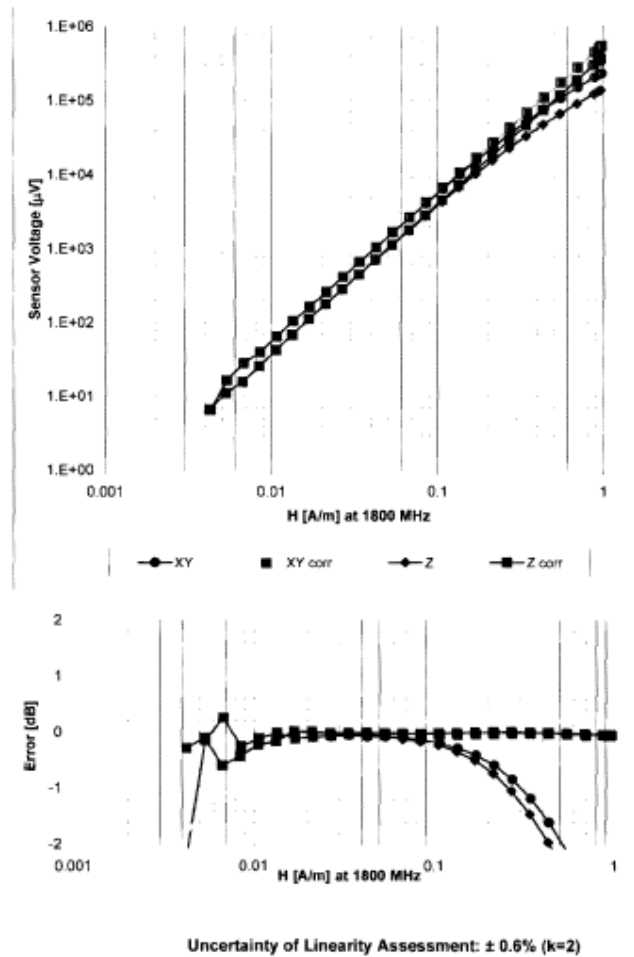 1.E+06
1.E+05
1.E+04
1.E+03
1.E+02
1.E+01
1.E+00
Sensor Voltage [µV]
0.001 0.01 0.1 1
H [A/m] at 1800 MHz
XY XY corr Z Z corr
2
1
0
-1
-2
Error [dB]
0.001 0.01 0.1 1
H [A/m] at 1800 MHz
Uncertainty of Linearity Assessment: ± 0.6% (k=2)